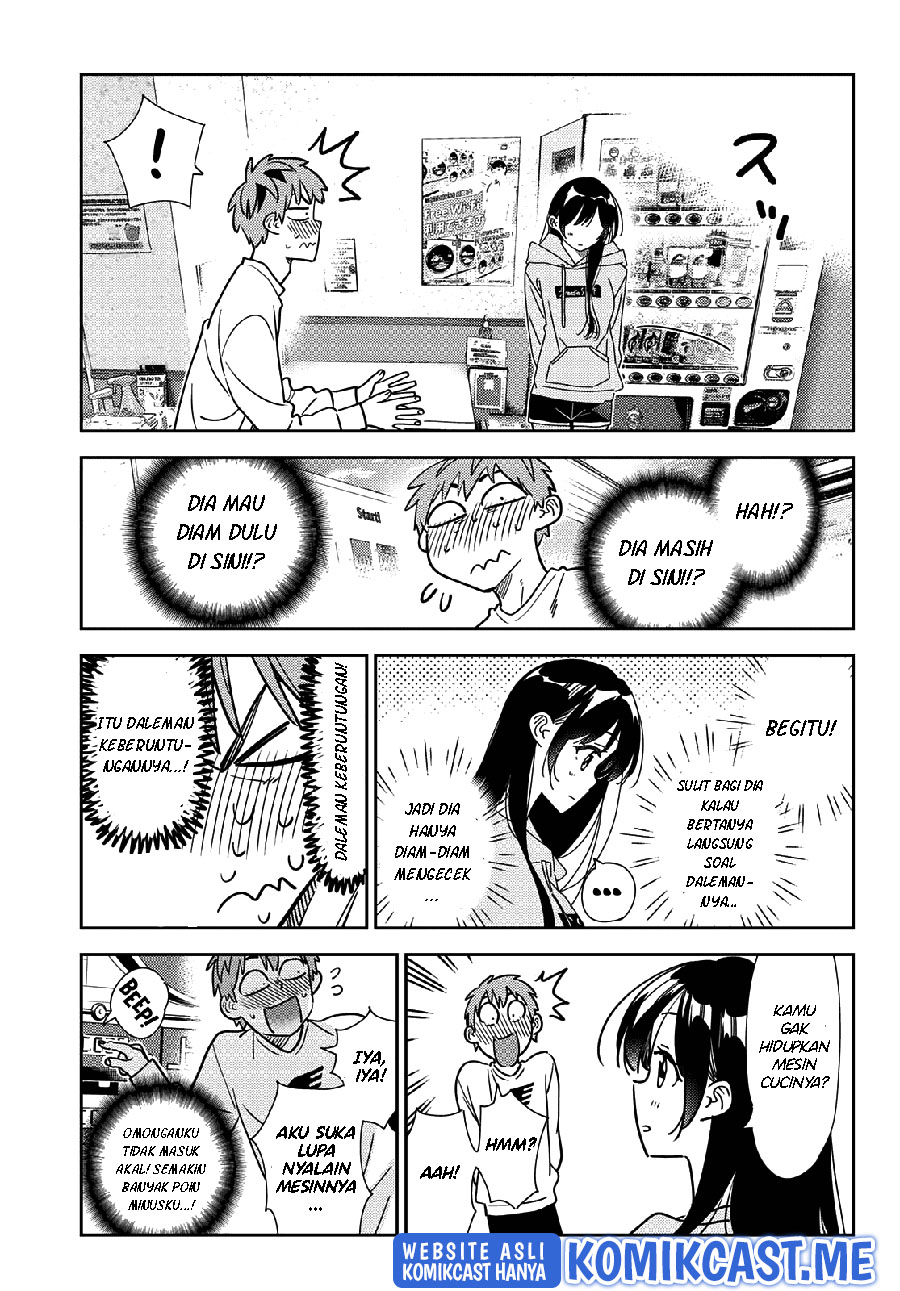 !
ス
DIA MAU
DIAM DULU
DI SINI!?
Start!
HAH!?
DIA MASIH
DI SINI!?
ITU DALEMAN
KEBERUNTU-
NGANNYA...!
DALEMAN KEBERUNTUNGAN!
BEGITU!
SULIT BAGI DIA
KALAU
BERTANYA
LANGSUNG
SOAL
DALEMAN-
NYA...
JADI DIA
HANYA
DIAM-DIAM
MENGECEK
...
...
BEEP!
IYA,
IYA!
AKU SUKA
LUPA
NYALAIN
MESINNYA
...
OMONGANKU
TIDAK MASUK
AKAL! SEMAKIN
BANYAK POIN
MINUSKU...!
KAMU
GAK
HIDUPKAN
MESIN
CUCINYA?
HMM?
AAH!
WEBSITE ASLI
KOMIKCAST HANYA
KOMIKCAST.ME